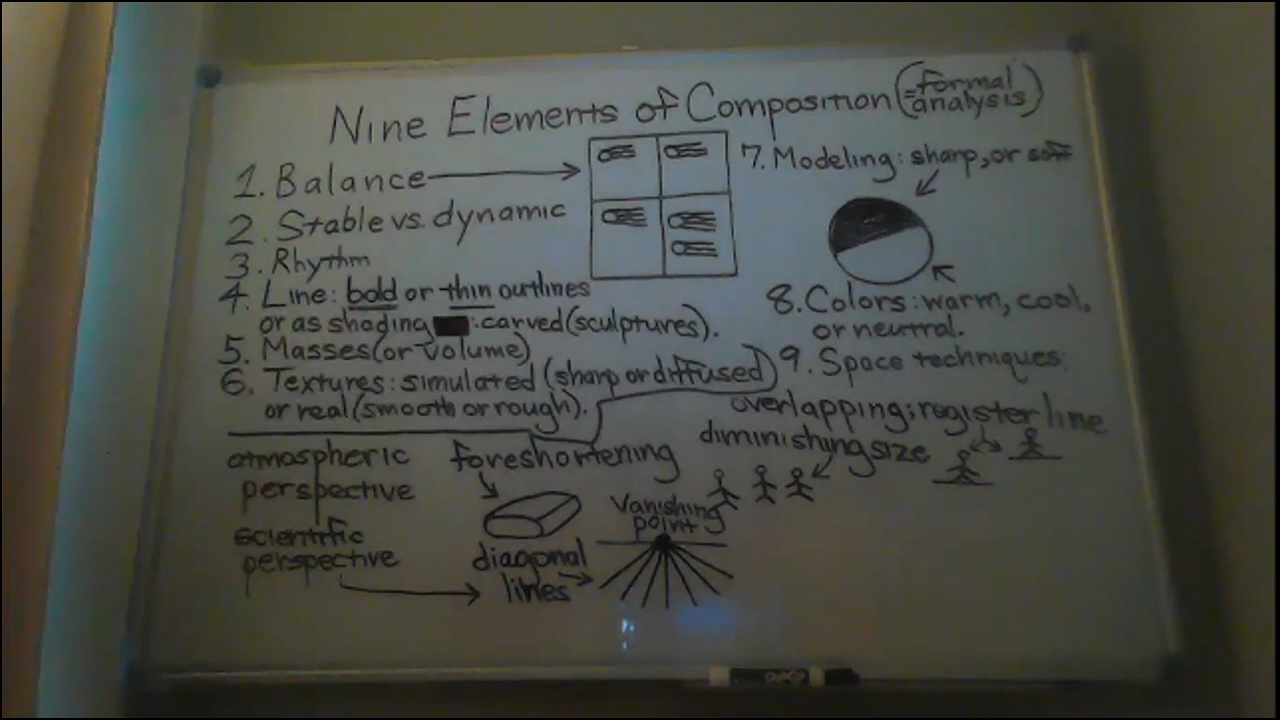 Nine Elements of Composition (=formal analysis)
1. Balance
2. Stable vs. dynamic
3. Rhythm
4. Line: bold or thin outlines
or as shading : carved (sculptures).
5. Masses (or volume)
6. Textures: simulated (sharp or diffused)
or real (smooth or rough).
7. Modeling: sharp, or soft
8. Colors: warm, cool,
or neutral.
9. Space techniques:
overlapping; register line
diminishing size
foreshortening
atmospheric
perspective
scientific
perspective
diagonal
lines
Vanishing
point